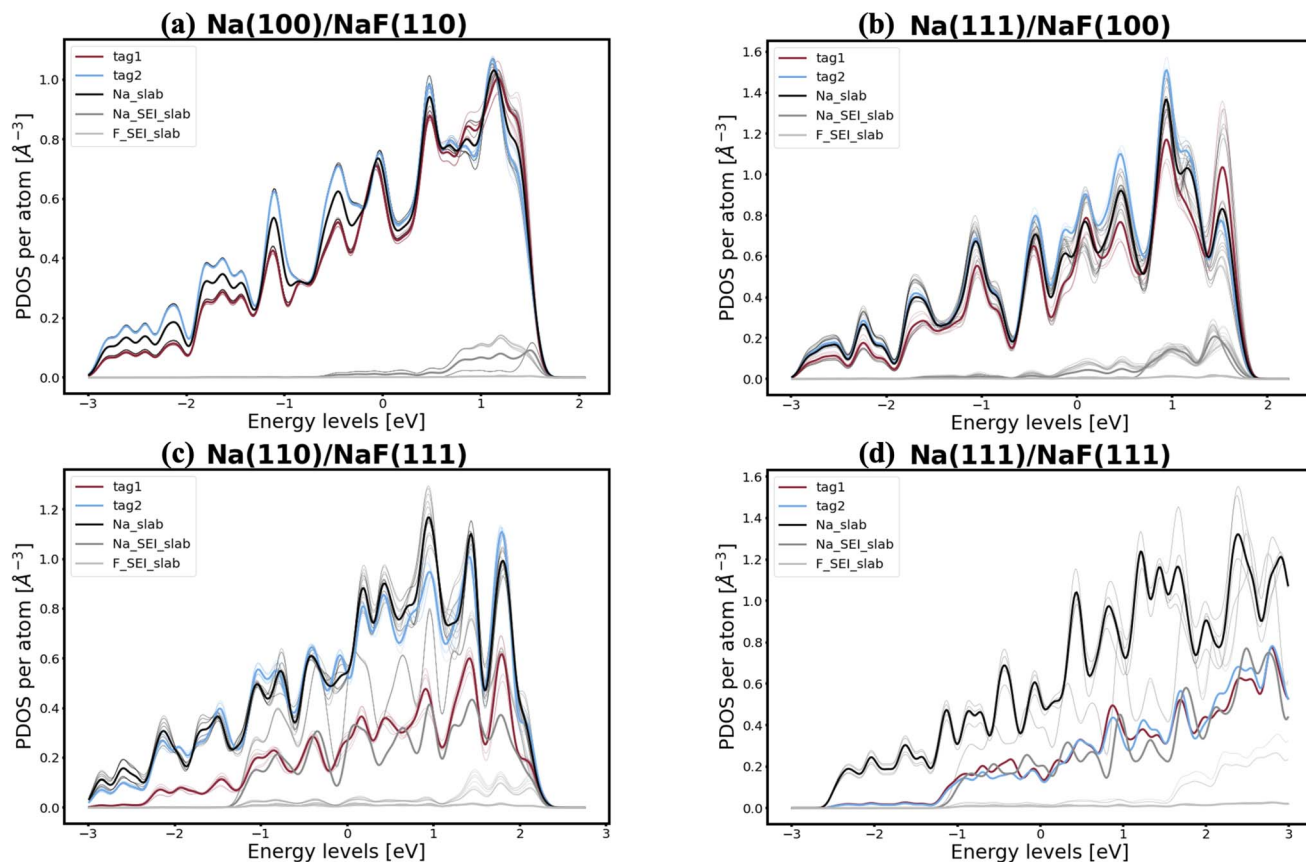 (a) Na(100)/NaF(110)
tag1
tag2
Na_slab
Na_SEI_slab
F_SEI_slab
PDOS per atom [Å⁻³]
1.0
0.8
0.6
0.4
0.2
0.0
−3 −2 −1 0 1 2
Energy levels [eV]
(b) Na(111)/NaF(100)
tag1
tag2
Na_slab
Na_SEI_slab
F_SEI_slab
PDOS per atom [Å⁻³]
1.6
1.4
1.2
1.0
0.8
0.6
0.4
0.2
0.0
−3 −2 −1 0 1 2
Energy levels [eV]
(c) Na(110)/NaF(111)
tag1
tag2
Na_slab
Na_SEI_slab
F_SEI_slab
PDOS per atom [Å⁻³]
1.2
1.0
0.8
0.6
0.4
0.2
0.0
−3 −2 −1 0 1 2 3
Energy levels [eV]
(d) Na(111)/NaF(111)
tag1
tag2
Na_slab
Na_SEI_slab
F_SEI_slab
PDOS per atom [Å⁻³]
1.6
1.4
1.2
1.0
0.8
0.6
0.4
0.2
0.0
−3 −2 −1 0 1 2 3
Energy levels [eV]